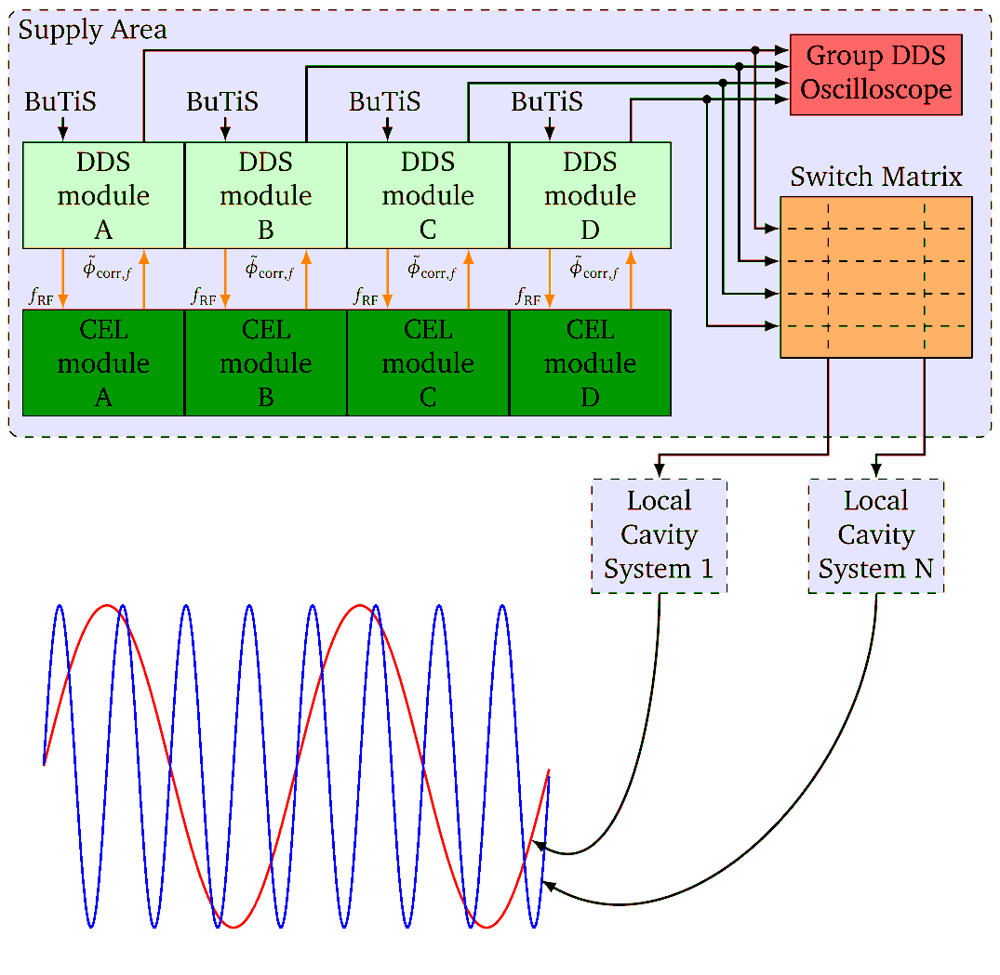 Supply Area
Group DDS
Oscilloscope
BuTiS
BuTiS
BuTiS
BuTiS
DDS
module
A
DDS
module
B
DDS
module
C
DDS
module
D
Switch Matrix
f_RF
ϕ̃_corr,f
f_RF
ϕ̃_corr,f
f_RF
ϕ̃_corr,f
f_RF
ϕ̃_corr,f
CEL
module
A
CEL
module
B
CEL
module
C
CEL
module
D
Local
Cavity
System 1
Local
Cavity
System N